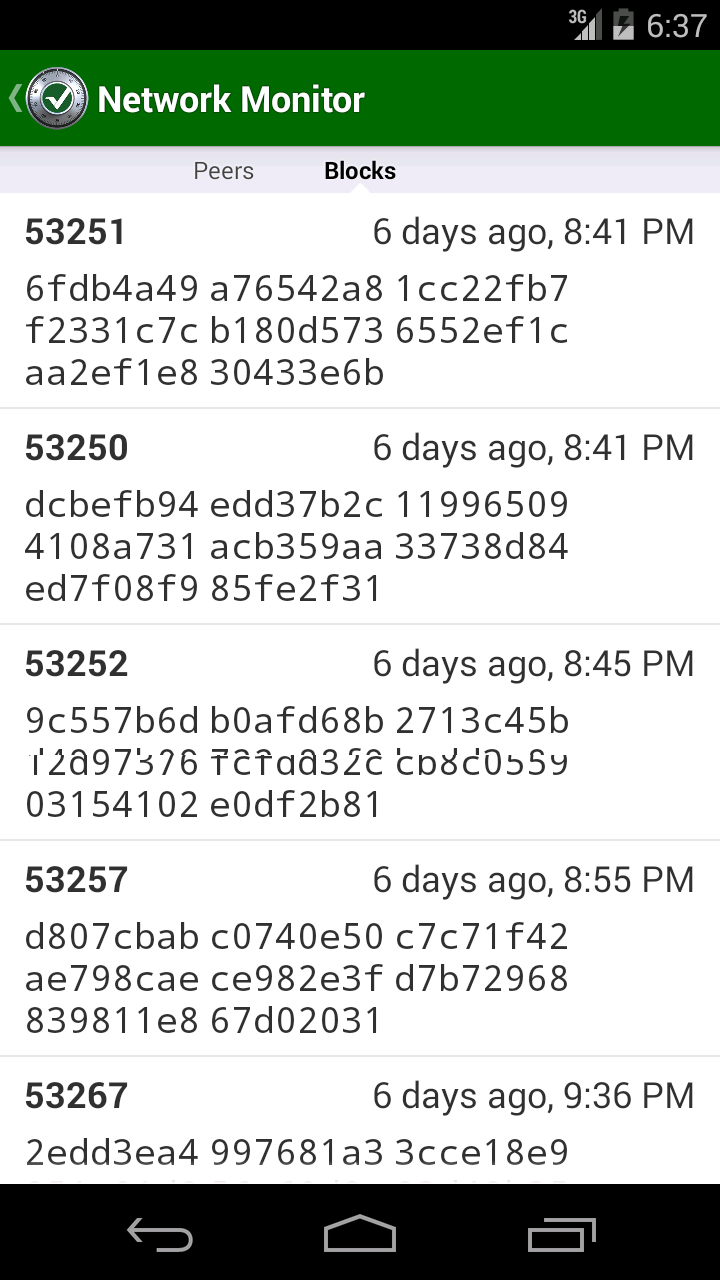 3G 6:37
Network Monitor
Peers Blocks
53251 6 days ago, 8:41 PM
6fdb4a49 a76542a8 1cc22fb7
f2331c7c b180d573 6552ef1c
aa2ef1e8 30433e6b
53250 6 days ago, 8:41 PM
dcbefb94 edd37b2c 11996509
4108a731 acb359aa 33738d84
ed7f08f9 85fe2f31
53252 6 days ago, 8:45 PM
9c557b6d b0afd68b 2713c45b
03154102 e0df2b81
53257 6 days ago, 8:55 PM
d807cbab c0740e50 c7c71f42
ae798cae ce982e3f d7b72968
839811e8 67d02031
53267 6 days ago, 9:36 PM
2edd3ea4 997681a3 3cce18e9